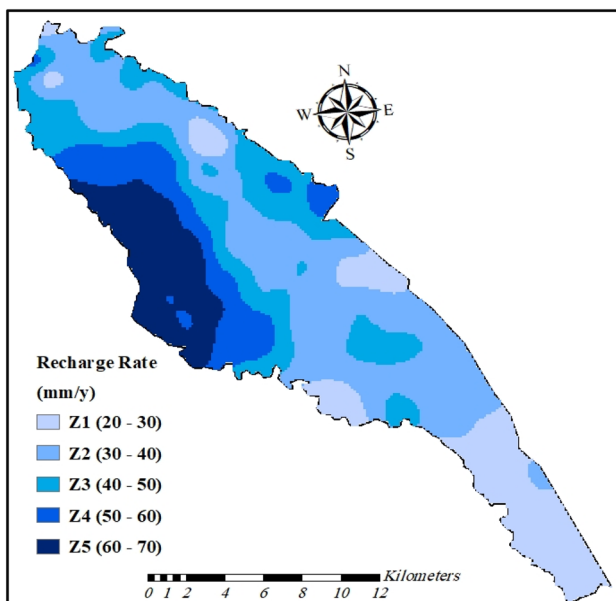 N
W E
S
Recharge Rate
(mm/y)
Z1 (20 - 30)
Z2 (30 - 40)
Z3 (40 - 50)
Z4 (50 - 60)
Z5 (60 - 70)
Kilometers
0 1 2 4 6 8 10 12